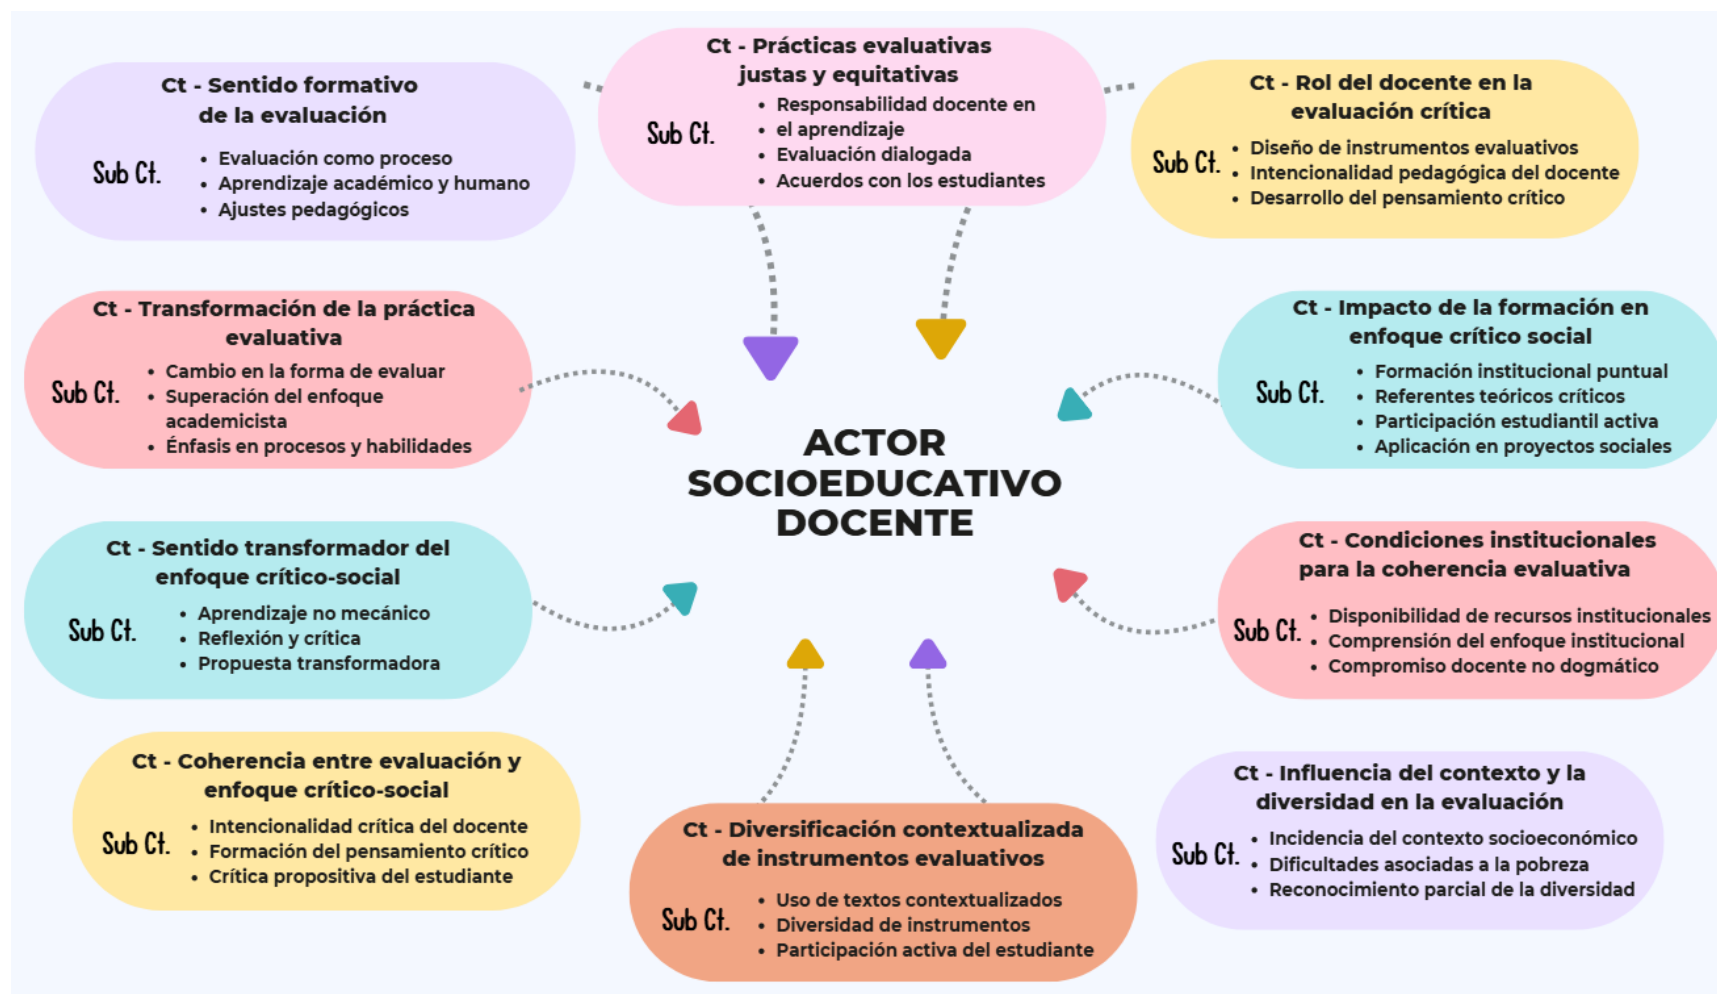 Ct - Sentido formativo
de la evaluación
Sub Ct.
• Evaluación como proceso
• Aprendizaje académico y humano
• Ajustes pedagógicos
Ct - Prácticas evaluativas
justas y equitativas
Sub Ct.
• Responsabilidad docente en
• el aprendizaje
• Evaluación dialogada
• Acuerdos con los estudiantes
Ct - Rol del docente en la
evaluación crítica
Sub Ct.
• Diseño de instrumentos evaluativos
• Intencionalidad pedagógica del docente
• Desarrollo del pensamiento crítico
Ct - Transformación de la práctica
evaluativa
Sub Ct.
• Cambio en la forma de evaluar
• Superación del enfoque
academicista
• Énfasis en procesos y habilidades
Ct - Impacto de la formación en
enfoque crítico social
Sub Ct.
• Formación institucional puntual
• Referentes teóricos críticos
• Participación estudiantil activa
• Aplicación en proyectos sociales
ACTOR
SOCIOEDUCATIVO
DOCENTE
Ct - Sentido transformador del
enfoque crítico-social
Sub Ct.
• Aprendizaje no mecánico
• Reflexión y crítica
• Propuesta transformadora
Ct - Condiciones institucionales
para la coherencia evaluativa
Sub Ct.
• Disponibilidad de recursos institucionales
• Comprensión del enfoque institucional
• Compromiso docente no dogmático
Ct - Coherencia entre evaluación y
enfoque crítico-social
Sub Ct.
• Intencionalidad crítica del docente
• Formación del pensamiento crítico
• Crítica propositiva del estudiante
Ct - Diversificación contextualizada
de instrumentos evaluativos
Sub Ct.
• Uso de textos contextualizados
• Diversidad de instrumentos
• Participación activa del estudiante
Ct - Influencia del contexto y la
diversidad en la evaluación
Sub Ct.
• Incidencia del contexto socioeconómico
• Dificultades asociadas a la pobreza
• Reconocimiento parcial de la diversidad